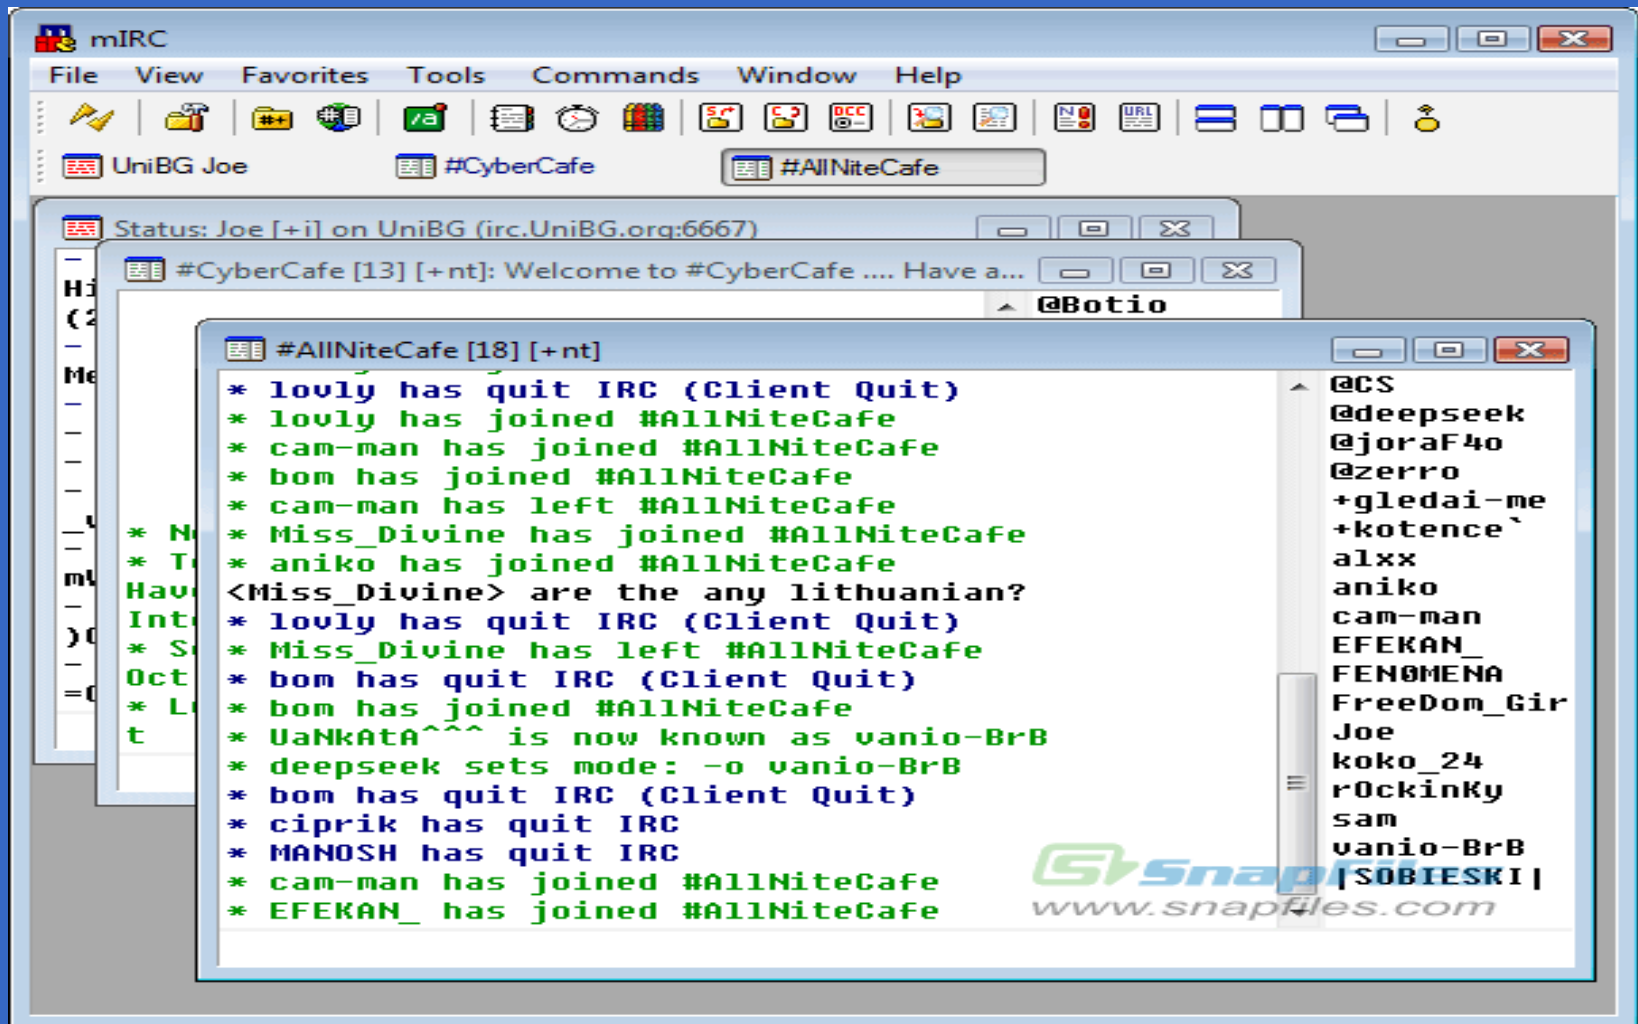 mIRC
File View Favorites Tools Commands Window Help
UniBG Joe #CyberCafe #AllNiteCafe
Status: Joe [+i] on UniBG (irc.UniBG.org:6667)
#CyberCafe [13] [+nt]: Welcome to #CyberCafe .... Have a...
@Botio
#AllNiteCafe [18] [+nt]
* lovly has quit IRC (Client Quit)
* lovly has joined #AllNiteCafe
* cam-man has joined #AllNiteCafe
* bom has joined #AllNiteCafe
* cam-man has left #AllNiteCafe
* Miss_Divine has joined #AllNiteCafe
* aniko has joined #AllNiteCafe
<Miss_Divine> are the any lithuanian?
* lovly has quit IRC (Client Quit)
* Miss_Divine has left #AllNiteCafe
* bom has quit IRC (Client Quit)
* bom has joined #AllNiteCafe
* UaNkAtA^^^ is now known as vanio-BrB
* deepseek sets mode: -o vanio-BrB
* bom has quit IRC (Client Quit)
* ciprik has quit IRC
* MANOSH has quit IRC
* cam-man has joined #AllNiteCafe
* EFEKAN_ has joined #AllNiteCafe
@CS
@deepseek
@joraF4o
@zerro
+gledai-me
+kotence`
alxx
aniko
cam-man
EFEKAN_
FEN0MENA
FreeDom_Gir
Joe
koko_24
rOckinKy
sam
vanio-BrB
|SOBIESKI|
SnapFiles
www.snapfiles.com